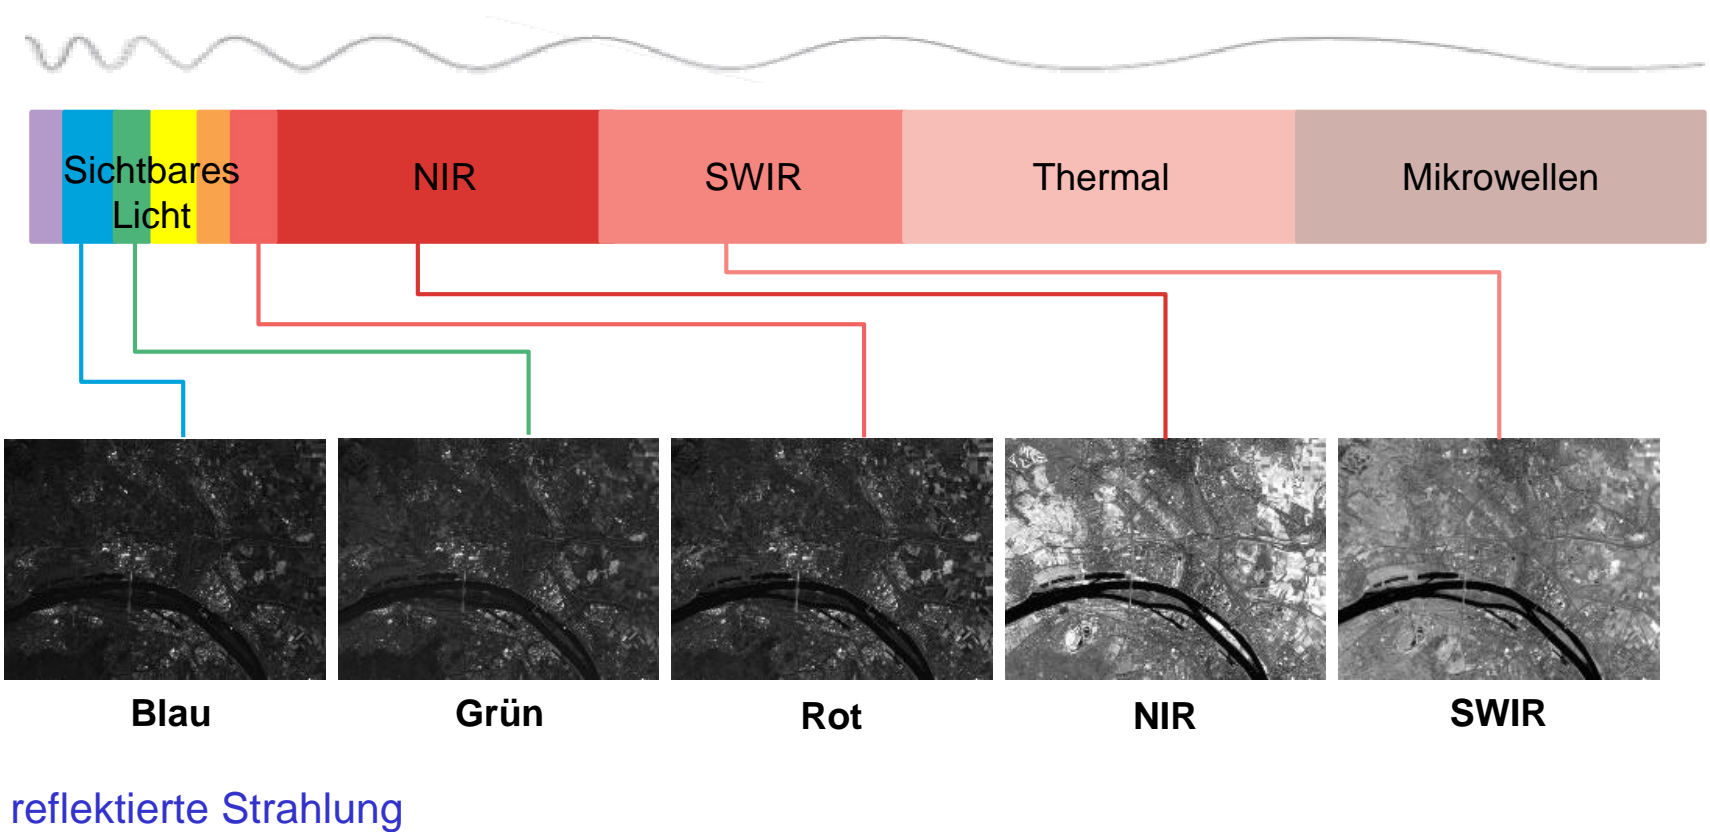 Sichtbares
Licht
NIR
SWIR
Thermal
Mikrowellen
Blau
Grün
Rot
NIR
SWIR
reflektierte Strahlung